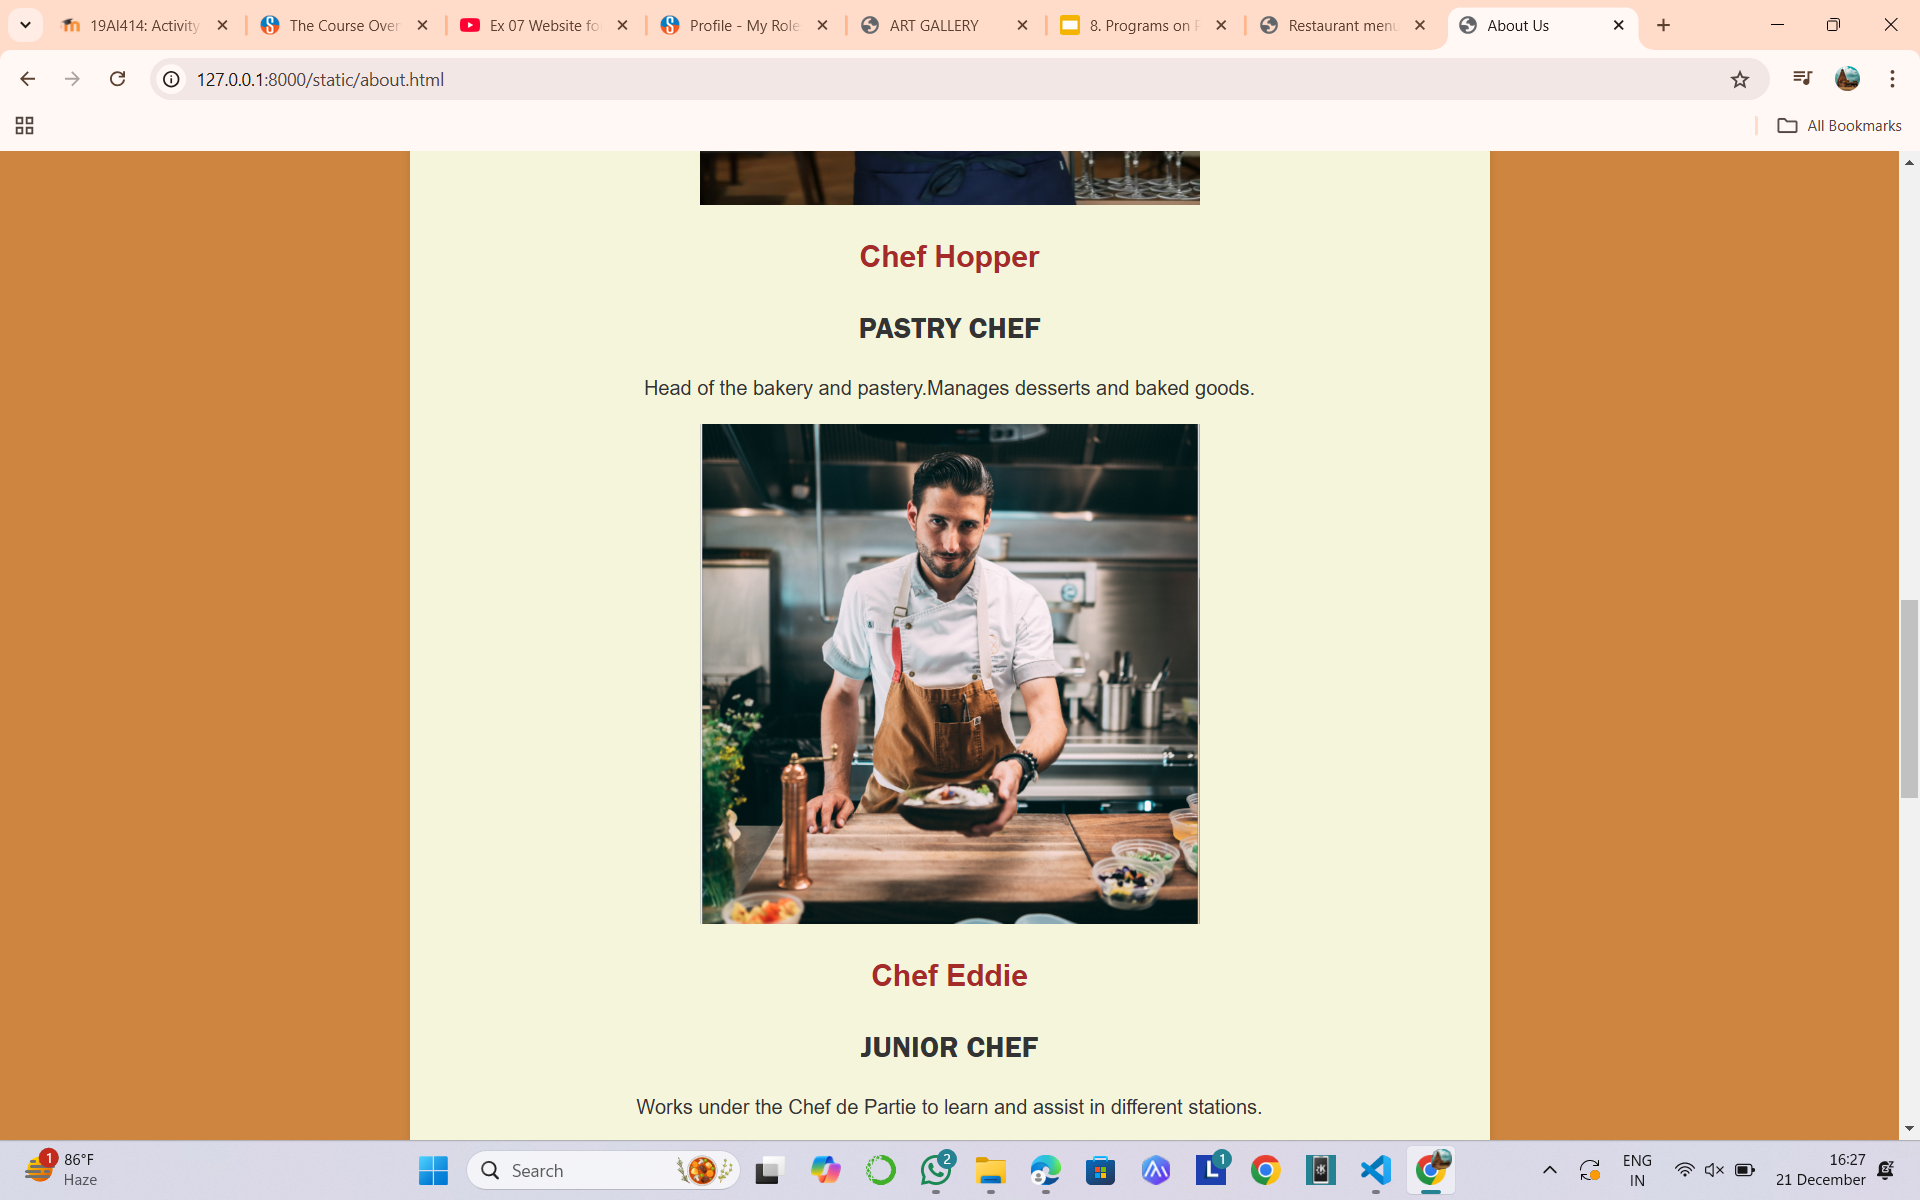 19AI414: Activity
The Course Over
Ex 07 Website fo
Profile - My Role
ART GALLERY
8. Programs on P
Restaurant menu
About Us
127.0.0.1:8000/static/about.html
All Bookmarks
Chef Hopper
PASTRY CHEF
Head of the bakery and pastery.Manages desserts and baked goods.
Chef Eddie
JUNIOR CHEF
Works under the Chef de Partie to learn and assist in different stations.
1
86°F
Haze
Search
2
L
1
K
ENG
IN
16:27
21 December